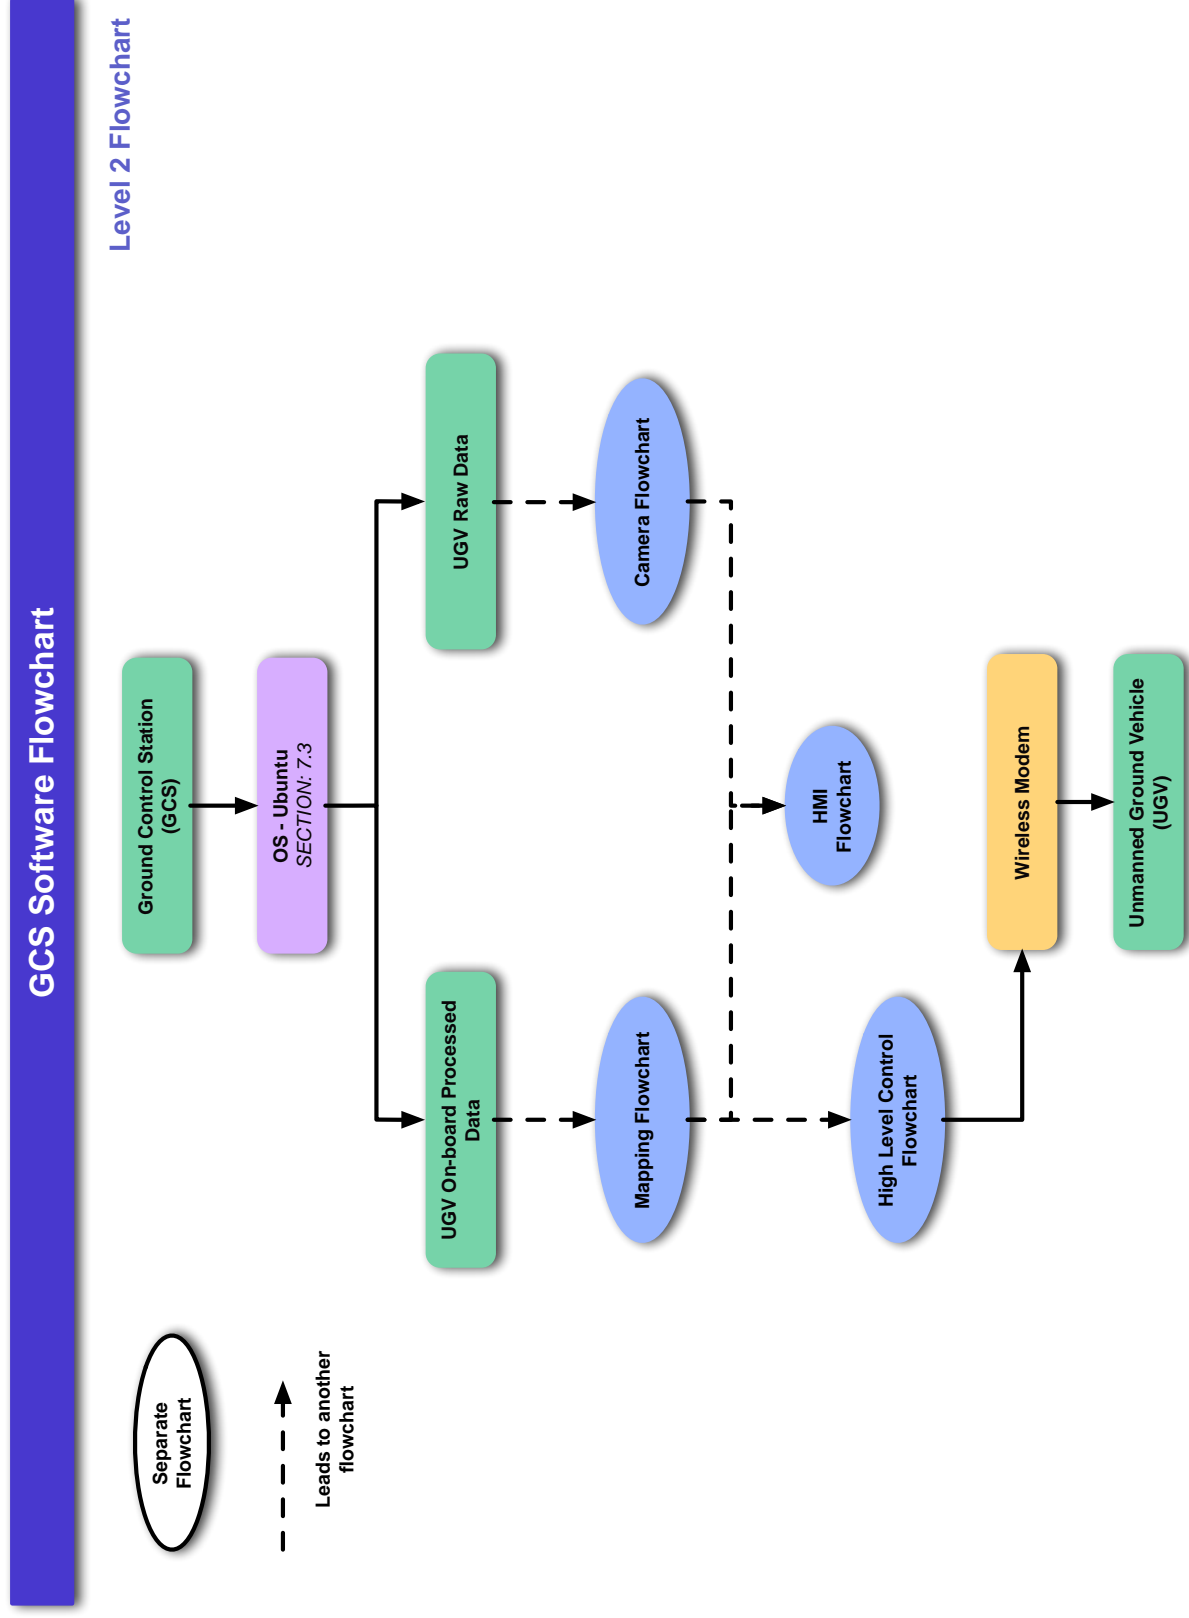 GCS Software Flowchart
Level 2 Flowchart
Separate
Flowchart
Leads to another
flowchart
Ground Control Station
(GCS)
OS - Ubuntu
SECTION: 7.3
UGV On-board Processed
Data
UGV Raw Data
Mapping Flowchart
Camera Flowchart
HMI
Flowchart
High Level Control
Flowchart
Wireless Modem
Unmanned Ground Vehicle
(UGV)